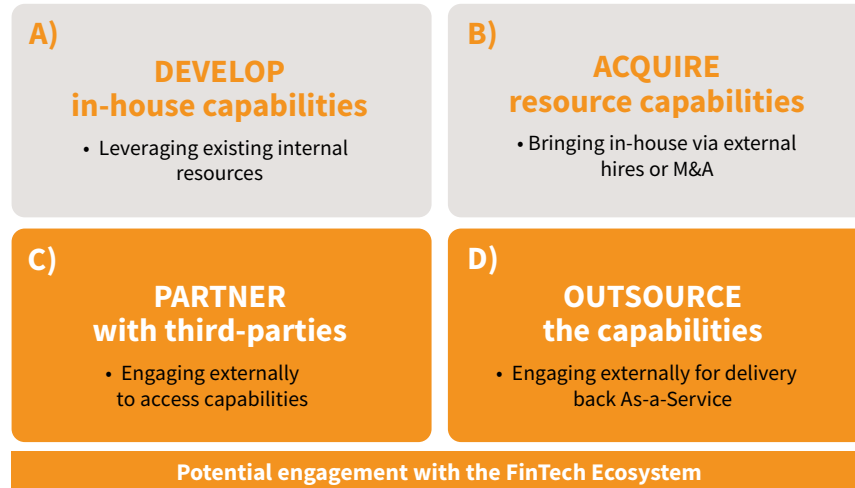 A)
DEVELOP
in-house capabilities
• Leveraging existing internal
resources
B)
ACQUIRE
resource capabilities
• Bringing in-house via external
hires or M&A
C)
PARTNER
with third-parties
• Engaging externally
to access capabilities
D)
OUTSOURCE
the capabilities
• Engaging externally for delivery
back As-a-Service
Potential engagement with the FinTech Ecosystem